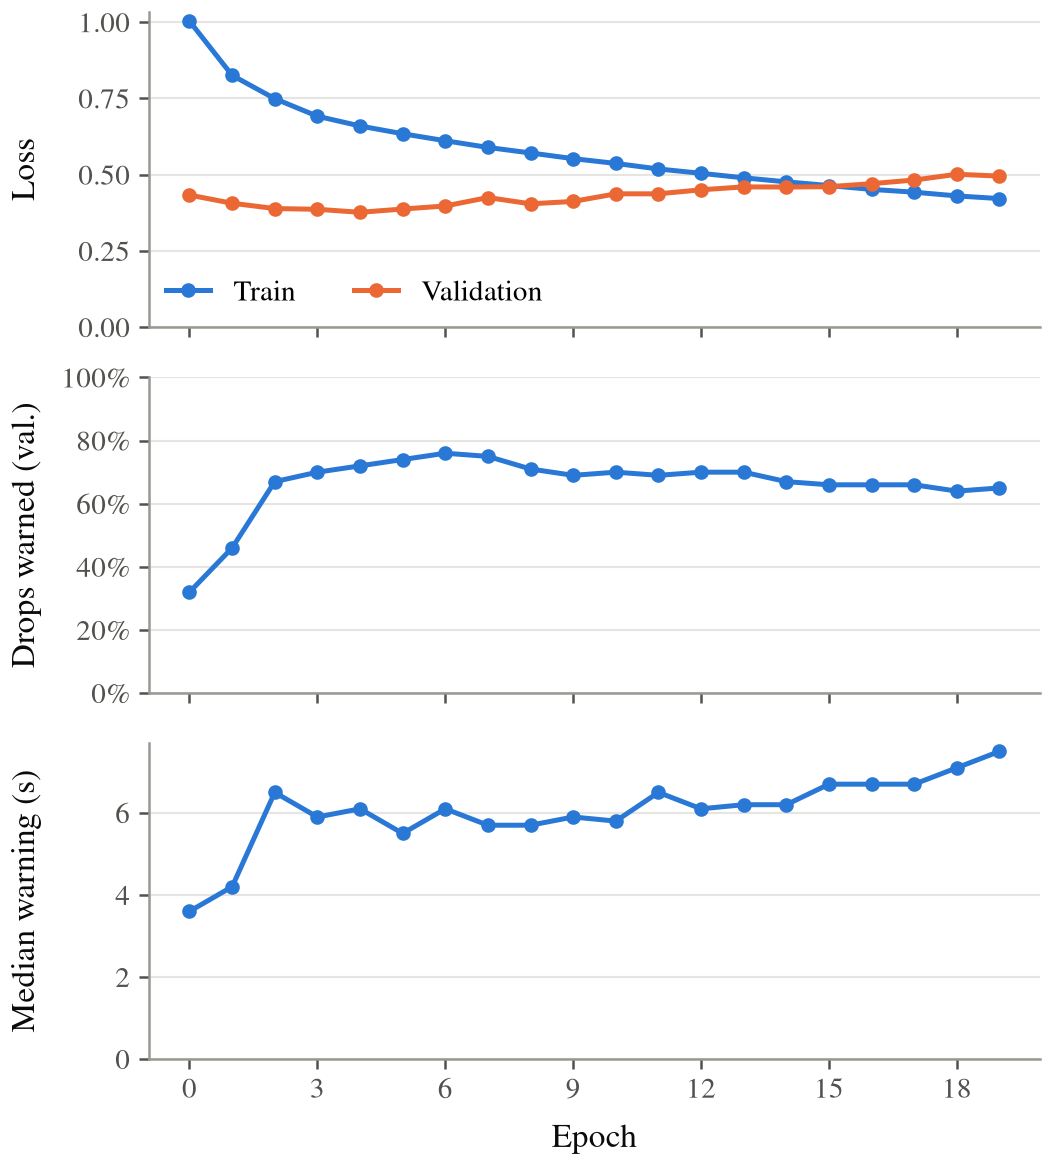 Loss
1.00
0.75
0.50
0.25
0.00
Train
Validation
Drops warned (val.)
100%
80%
60%
40%
20%
0%
Median warning (s)
6
4
2
0
0 3 6 9 12 15 18
Epoch